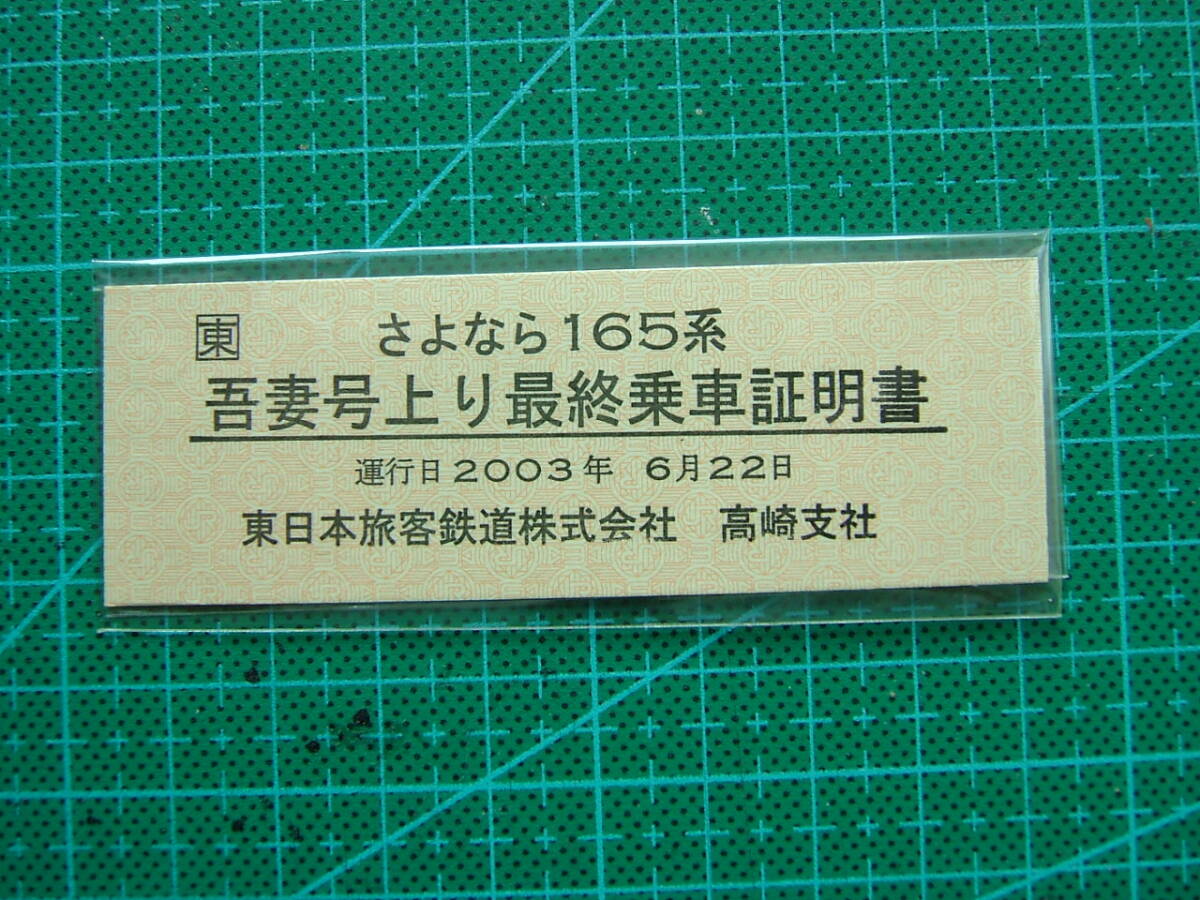 東 さよなら165系
吾妻号上り最終乗車証明書
運行日2003年 6月22日
東日本旅客鉄道株式会社 高崎支社